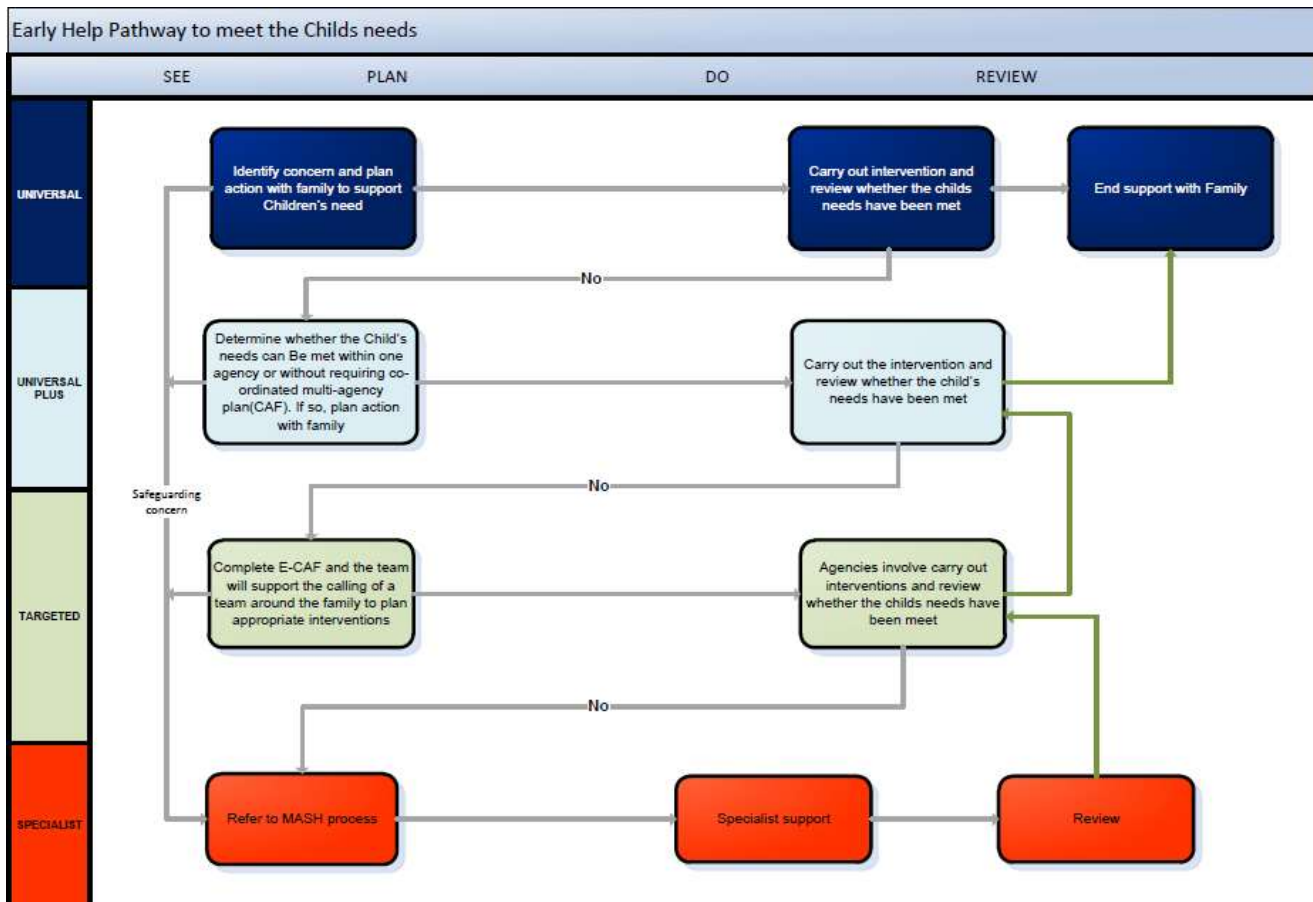 Early Help Pathway to meet the Childs needs
SEE PLAN DO REVIEW
UNIVERSAL
Identify concern and plan
action with family to support
Children's need
Carry out intervention and
review whether the childs
needs have been met
End support with Family
No
UNIVERSAL
PLUS
Determine whether the Child's
needs can Be met within one
agency or without requiring co-
ordinated multi-agency
plan(CAF). If so, plan action
with family
Carry out the intervention and
review whether the child's
needs have been met
Safeguarding
concern
No
TARGETED
Complete E-CAF and the team
will support the calling of a
team around the family to plan
appropriate interventions
Agencies involve carry out
interventions and review
whether the childs needs have
been meet
No
SPECIALIST
Refer to MASH process
Specialist support
Review